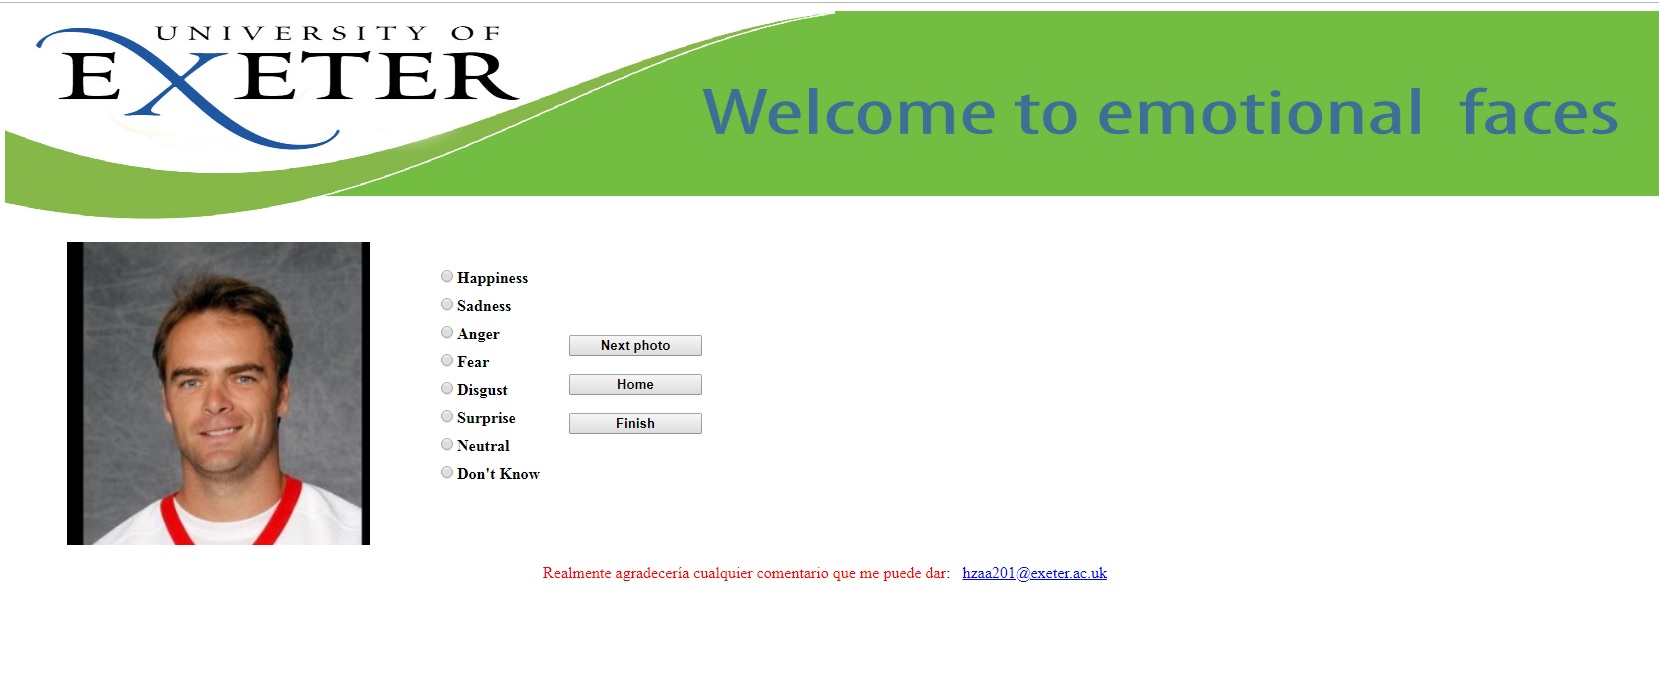 UNIVERSITY OF
EXETER
Welcome to emotional faces
Happiness
Sadness
Anger
Fear
Disgust
Surprise
Neutral
Don't Know
Next photo
Home
Finish
Realmente agradecería cualquier comentario que me puede dar: hzaa201@exeter.ac.uk